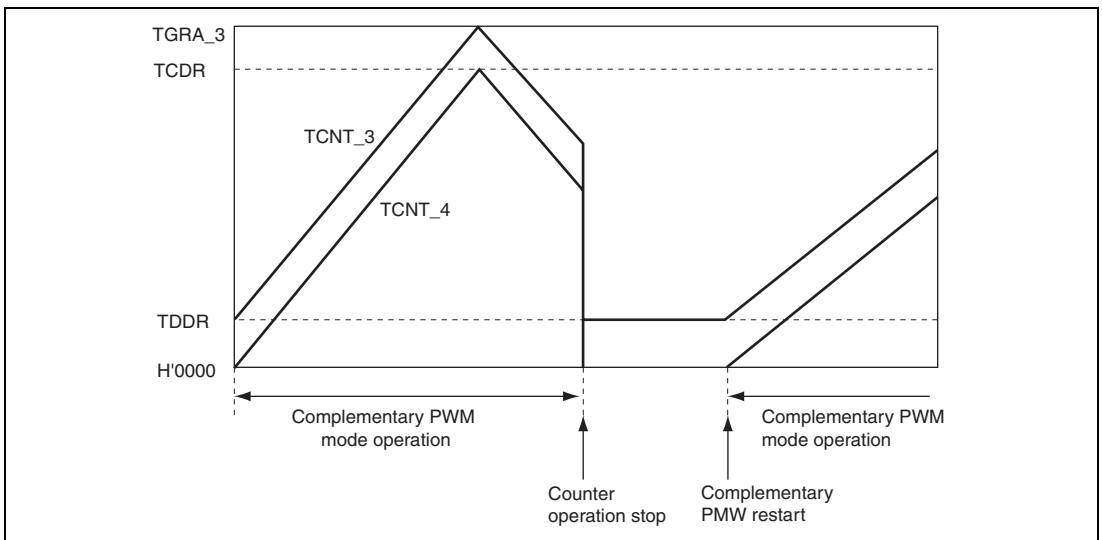 TGRA_3
TCDR
TCNT_3
TCNT_4
TDDR
H'0000
Complementary PWM
mode operation
Complementary PWM
mode operation
Counter
operation stop
Complementary
PMW restart